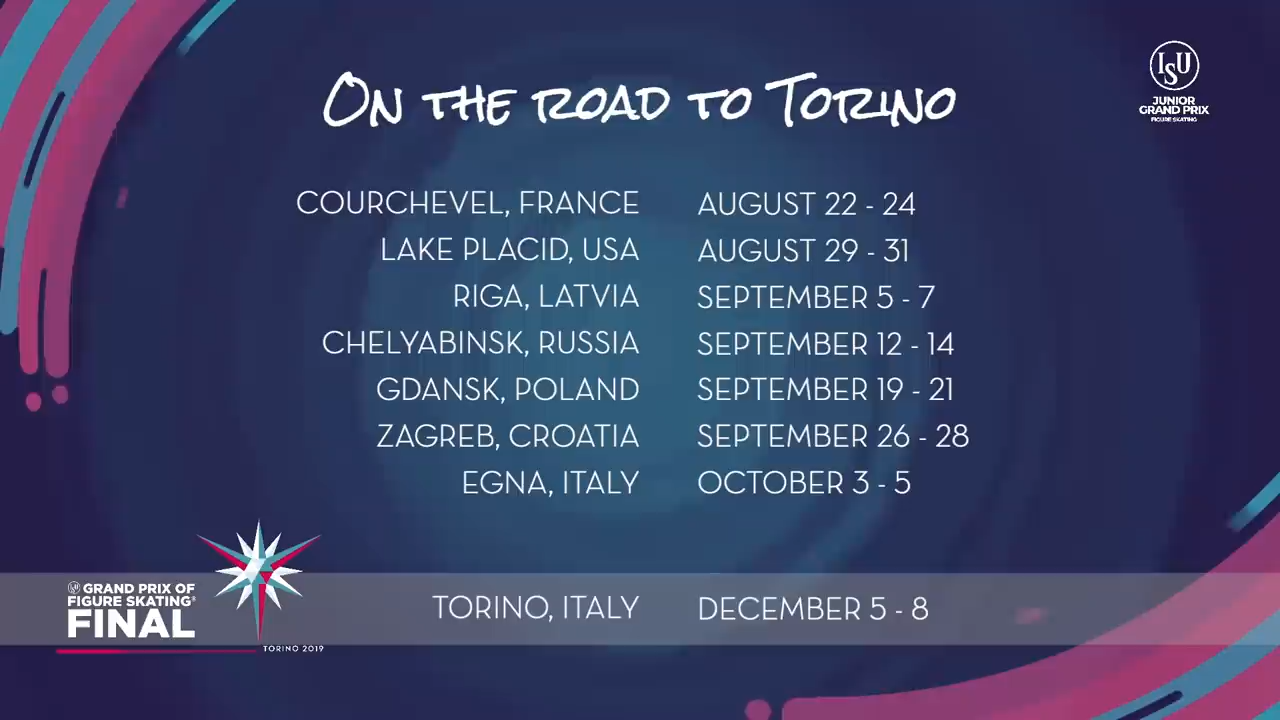 On the road to Torino
ISU
JUNIOR
GRAND PRIX
FIGURE SKATING
COURCHEVEL, FRANCE AUGUST 22 - 24
LAKE PLACID, USA AUGUST 29 - 31
RIGA, LATVIA SEPTEMBER 5 - 7
CHELYABINSK, RUSSIA SEPTEMBER 12 - 14
GDANSK, POLAND SEPTEMBER 19 - 21
ZAGREB, CROATIA SEPTEMBER 26 - 28
EGNA, ITALY OCTOBER 3 - 5
ISU GRAND PRIX OF
FIGURE SKATING®
FINAL
TORINO 2019
TORINO, ITALY DECEMBER 5 - 8